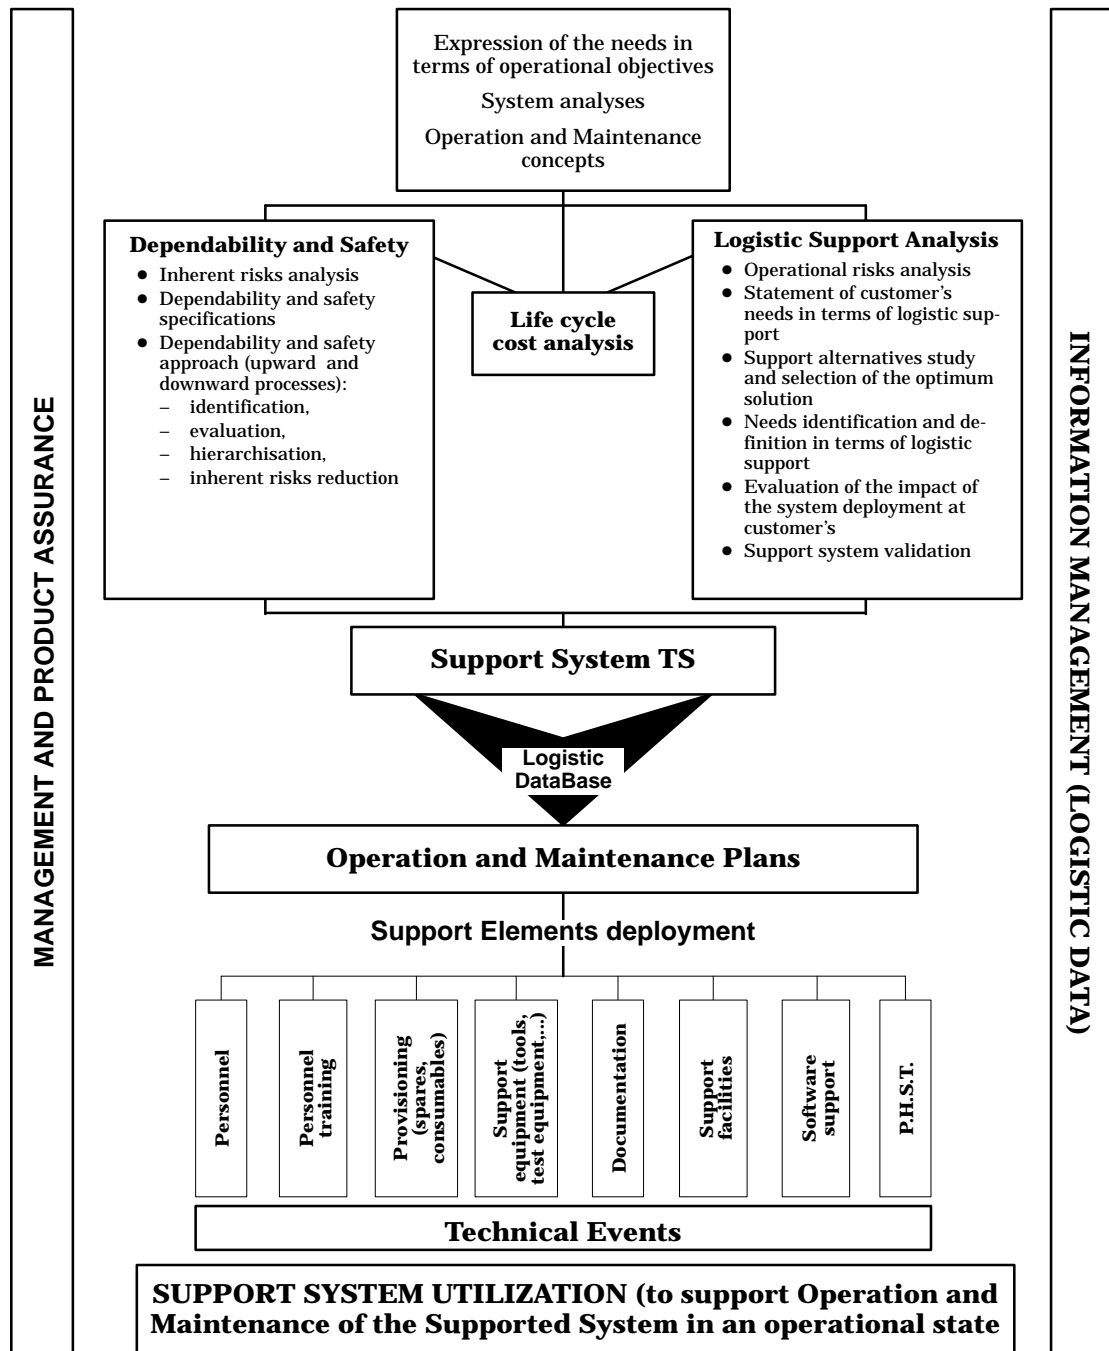 Expression of the needs in
terms of operational objectives
System analyses
Operation and Maintenance
concepts
Dependability and Safety
● Inherent risks analysis
● Dependability and safety
specifications
● Dependability and safety
approach (upward and
downward processes):
– identification,
– evaluation,
– hierarchisation,
– inherent risks reduction
Life cycle
cost analysis
Logistic Support Analysis
● Operational risks analysis
● Statement of customer's
needs in terms of logistic sup-
port
● Support alternatives study
and selection of the optimum
solution
● Needs identification and de-
finition in terms of logistic
support
● Evaluation of the impact of
the system deployment at
customer's
● Support system validation
MANAGEMENT AND PRODUCT ASSURANCE
INFORMATION MANAGEMENT (LOGISTIC DATA)
Support System TS
Logistic
DataBase
Operation and Maintenance Plans
Support Elements deployment
Personnel
Personnel
training
Provisioning
(spares,
consumables)
Support
equipment (tools,
test equipment,...)
Documentation
Support
facilities
Software
support
P.H.S.T.
Technical Events
SUPPORT SYSTEM UTILIZATION (to support Operation and
Maintenance of the Supported System in an operational state